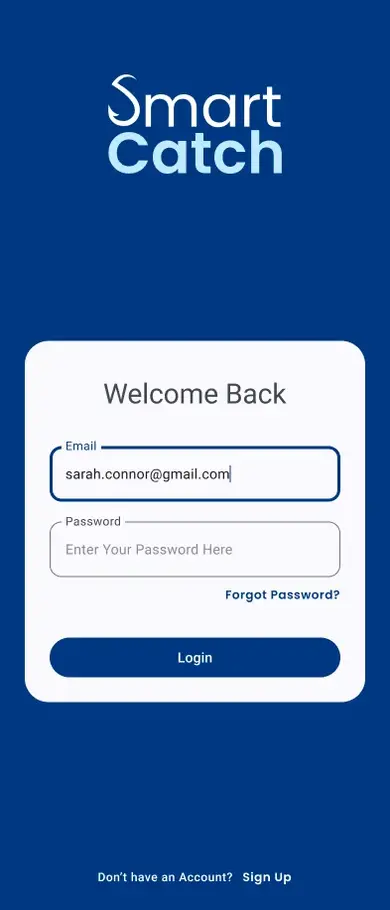 Smart
Catch
Welcome Back
Email
sarah.connor@gmail.com
Password
Enter Your Password Here
Forgot Password?
Login
Don't have an Account? Sign Up